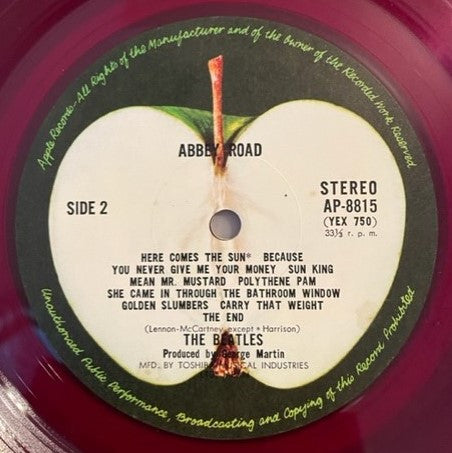 Apple Records-All Rights of the Manufacturer and of the Owner of the Recorded Work Reserved
ABBEY ROAD
SIDE 2
STEREO
AP-8815
(YEX 750)
33⅓ r. p. m.
HERE COMES THE SUN* BECAUSE
YOU NEVER GIVE ME YOUR MONEY SUN KING
MEAN MR. MUSTARD POLYTHENE PAM
SHE CAME IN THROUGH THE BATHROOM WINDOW
GOLDEN SLUMBERS CARRY THAT WEIGHT
THE END
(Lennon-McCartney except * Harrison)
THE BEATLES
Produced by George Martin
MFD. BY TOSHIBA MUSICAL INDUSTRIES
Unauthorised Public Performance, Broadcasting and Copying of this Record Prohibited